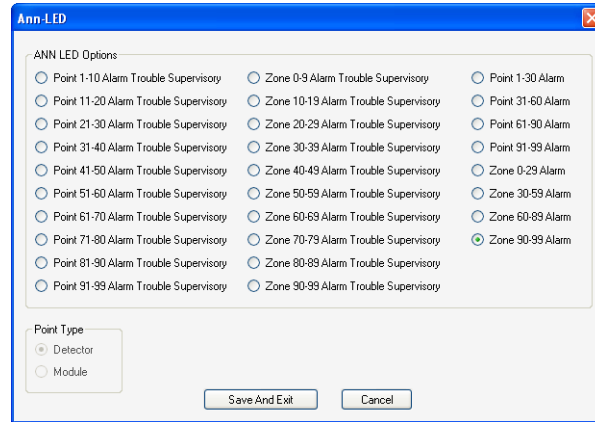 Ann-LED
ANN LED Options
Point 1-10 Alarm Trouble Supervisory
Point 11-20 Alarm Trouble Supervisory
Point 21-30 Alarm Trouble Supervisory
Point 31-40 Alarm Trouble Supervisory
Point 41-50 Alarm Trouble Supervisory
Point 51-60 Alarm Trouble Supervisory
Point 61-70 Alarm Trouble Supervisory
Point 71-80 Alarm Trouble Supervisory
Point 81-90 Alarm Trouble Supervisory
Point 91-99 Alarm Trouble Supervisory
Zone 0-9 Alarm Trouble Supervisory
Zone 10-19 Alarm Trouble Supervisory
Zone 20-29 Alarm Trouble Supervisory
Zone 30-39 Alarm Trouble Supervisory
Zone 40-49 Alarm Trouble Supervisory
Zone 50-59 Alarm Trouble Supervisory
Zone 60-69 Alarm Trouble Supervisory
Zone 70-79 Alarm Trouble Supervisory
Zone 80-89 Alarm Trouble Supervisory
Zone 90-99 Alarm Trouble Supervisory
Point 1-30 Alarm
Point 31-60 Alarm
Point 61-90 Alarm
Point 91-99 Alarm
Zone 0-29 Alarm
Zone 30-59 Alarm
Zone 60-89 Alarm
Zone 90-99 Alarm
Point Type
Detector
Module
Save And Exit
Cancel